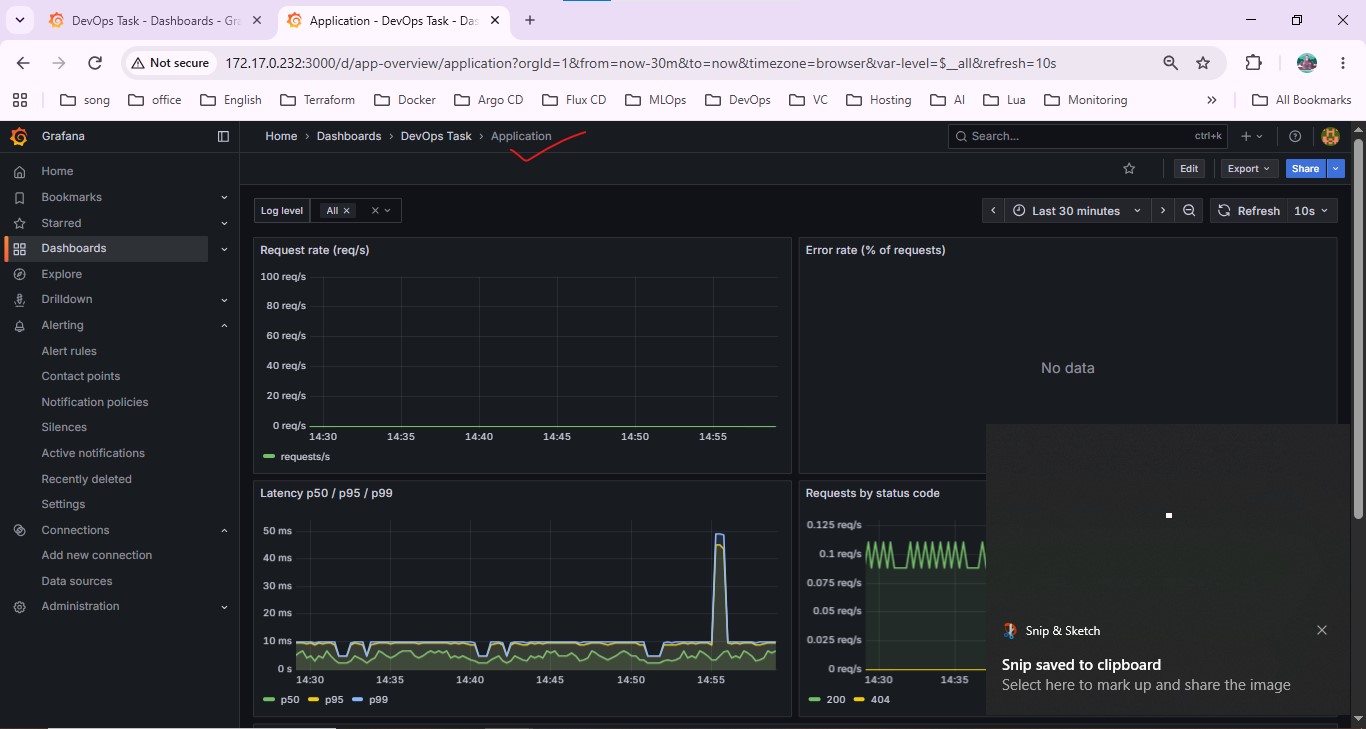 DevOps Task - Dashboards - Gra
Application - DevOps Task - Das
Not secure
172.17.0.232:3000/d/app-overview/application?orgId=1&from=now-30m&to=now&timezone=browser&var-level=$__all&refresh=10s
song
office
English
Terraform
Docker
Argo CD
Flux CD
MLOps
DevOps
VC
Hosting
AI
Lua
Monitoring
»
All Bookmarks
Grafana
Home › Dashboards › DevOps Task › Application
Search...
ctrl+k
Edit
Export
Share
Home
Bookmarks
Starred
Dashboards
Explore
Drilldown
Alerting
Alert rules
Contact points
Notification policies
Silences
Active notifications
Recently deleted
Settings
Connections
Add new connection
Data sources
Administration
Log level
All
Last 30 minutes
Refresh
10s
Request rate (req/s)
100 req/s
80 req/s
60 req/s
40 req/s
20 req/s
0 req/s
14:30 14:35 14:40 14:45 14:50 14:55
requests/s
Error rate (% of requests)
No data
Latency p50 / p95 / p99
50 ms
40 ms
30 ms
20 ms
10 ms
0 s
14:30 14:35 14:40 14:45 14:50 14:55
p50 p95 p99
Requests by status code
0.125 req/s
0.1 req/s
0.075 req/s
0.05 req/s
0.025 req/s
0 req/s
14:30 14:35
200 404
Snip & Sketch
Snip saved to clipboard
Select here to mark up and share the image